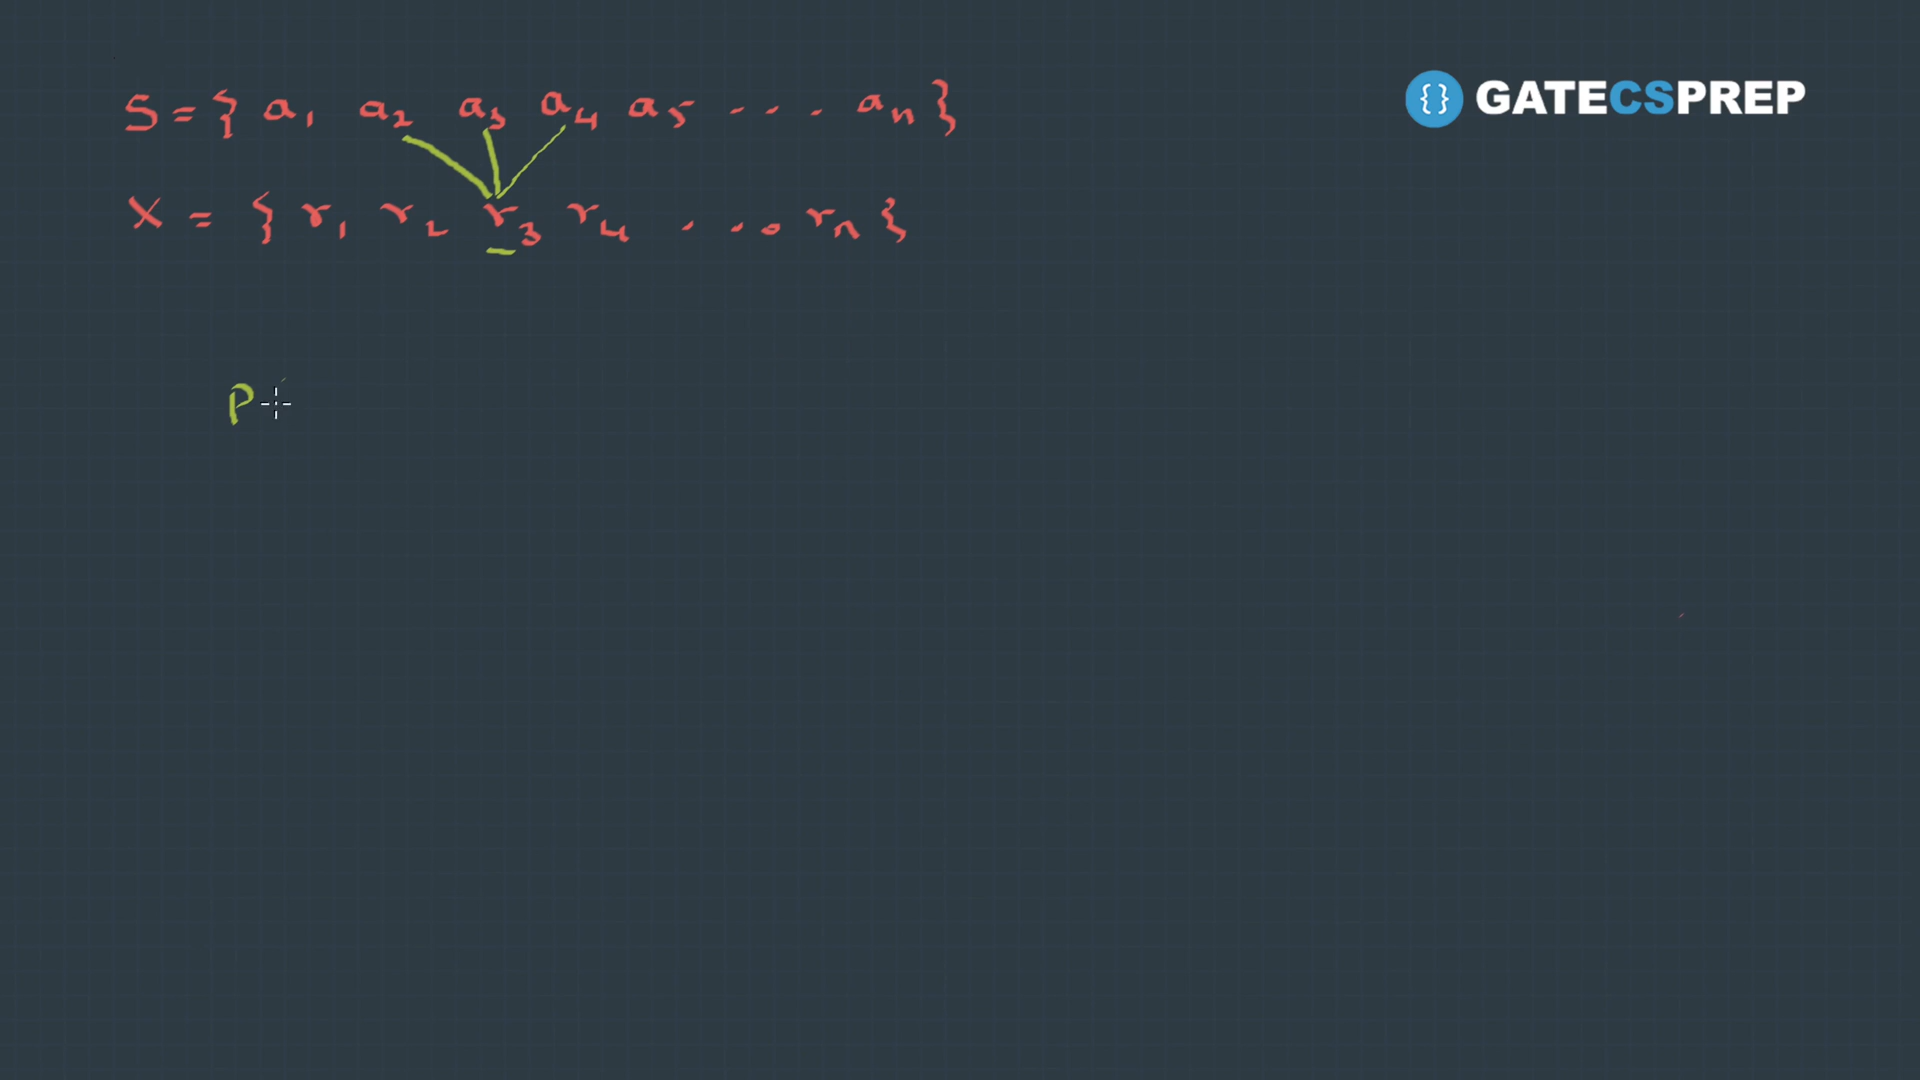 S = { a1 a2 a3 a4 a5 - - . an }
{} GATECSPREP
X = { r1 r2 r3 r4 . . . rn }
P